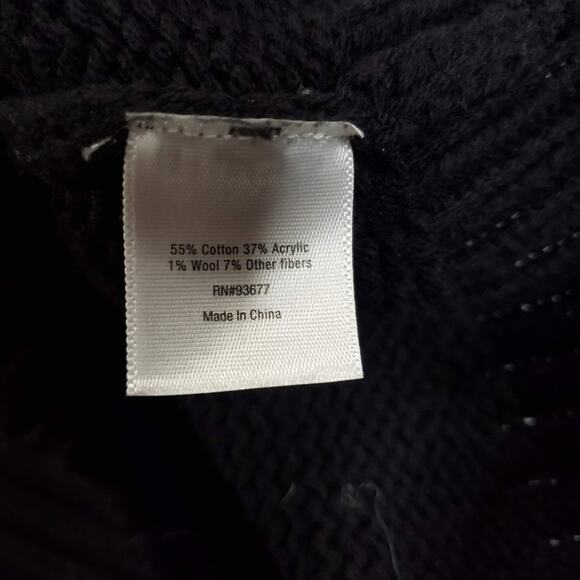 55% Cotton 37% Acrylic
1% Wool 7% Other fibers
RN#93677
Made In China